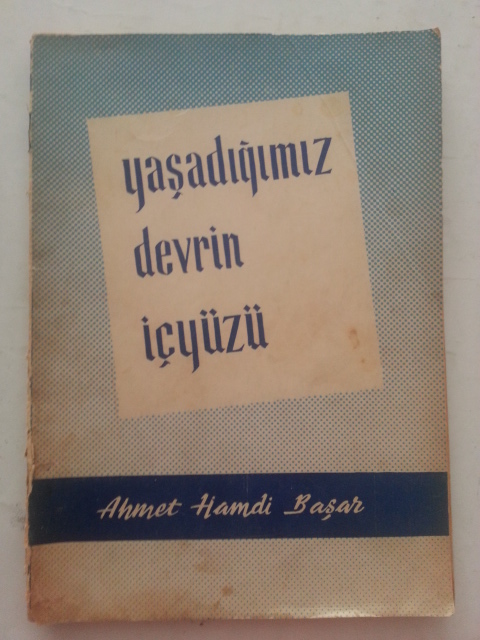 yaşadığımız
devrin
içyüzü
Ahmet Hamdi Başar